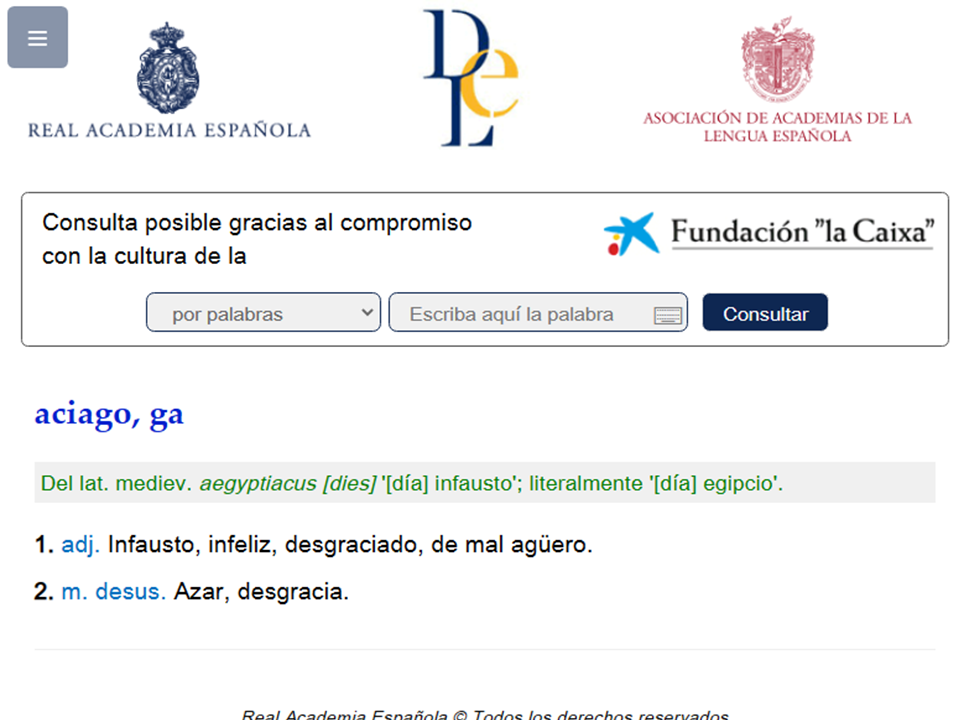 REAL ACADEMIA ESPAÑOLA
DLe
ASOCIACIÓN DE ACADEMIAS DE LA
LENGUA ESPAÑOLA
Consulta posible gracias al compromiso
con la cultura de la
Fundación "la Caixa"
por palabras
Escriba aquí la palabra
Consultar
aciago, ga
Del lat. mediev. aegyptiacus [dies] '[día] infausto'; literalmente '[día] egipcio'.
1. adj. Infausto, infeliz, desgraciado, de mal agüero.
2. m. desus. Azar, desgracia.
Real Academia Española © Todos los derechos reservados